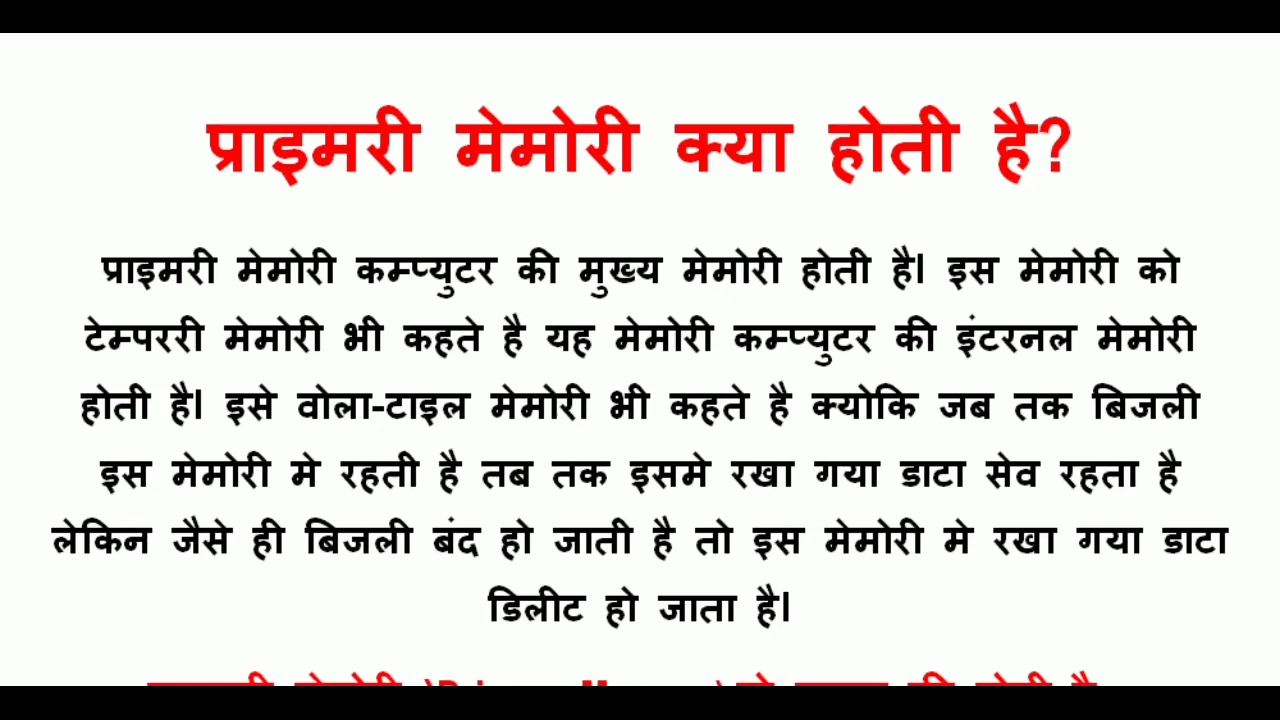 प्राइमरी मेमोरी क्या होती है?
प्राइमरी मेमोरी कम्प्युटर की मुख्य मेमोरी होती है। इस मेमोरी को
टेम्पररी मेमोरी भी कहते है यह मेमोरी कम्प्युटर की इंटरनल मेमोरी
होती है। इसे वोला-टाइल मेमोरी भी कहते है क्योकि जब तक बिजली
इस मेमोरी मे रहती है तब तक इसमे रखा गया डाटा सेव रहता है
लेकिन जैसे ही बिजली बंद हो जाती है तो इस मेमोरी मे रखा गया डाटा
डिलीट हो जाता है।